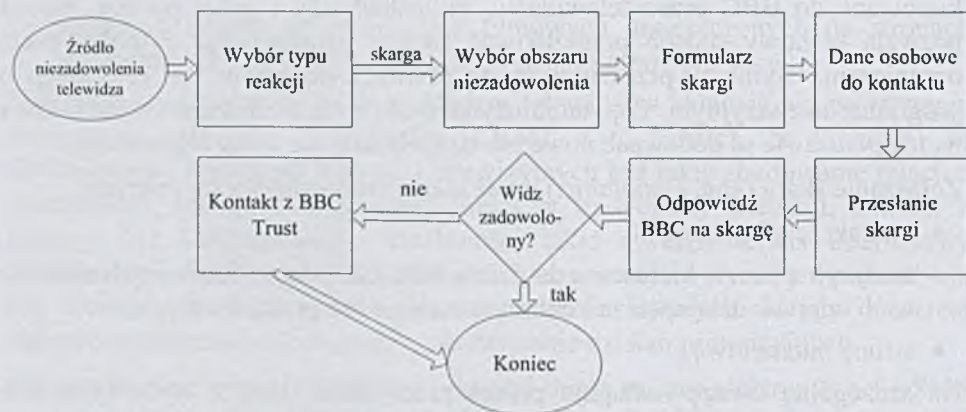 Źródło
niezadowolenia
telewidza
Wybór typu
reakcji
skarga
Wybór obszaru
niezadowolenia
Formularz
skargi
Dane osobowe
do kontaktu
Przesłanie
skargi
Odpowiedź
BBC na skargę
Widz
zadowolo-
ny?
nie
Kontakt z BBC
Trust
tak
Koniec